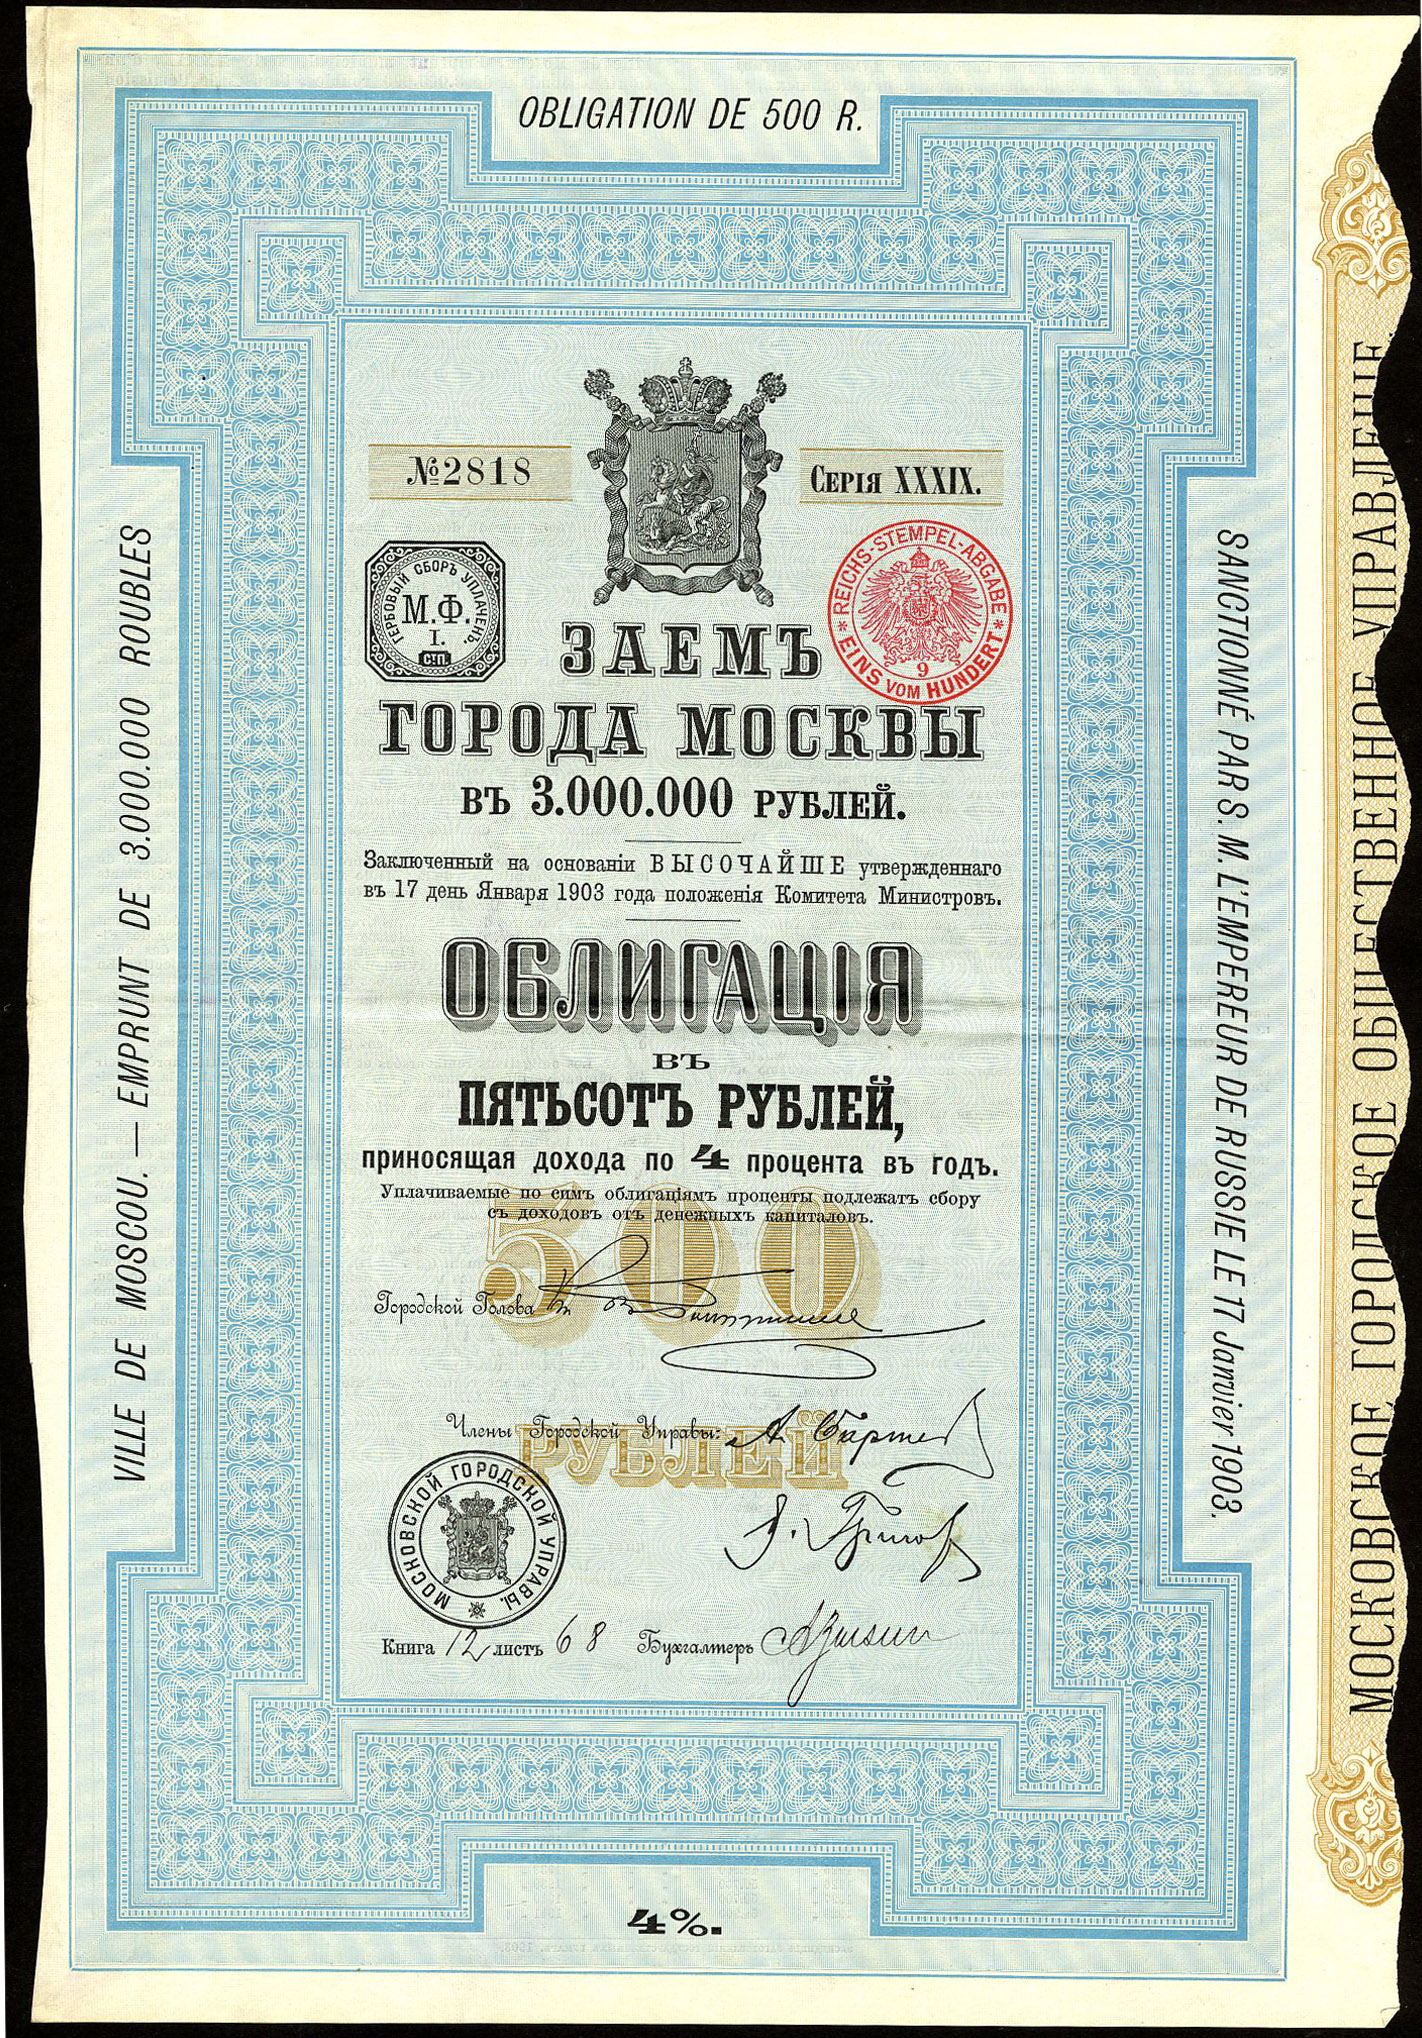 OBLIGATION DE 500 R.
VILLE DE MOSCOU. — EMPRUNT DE 3.000.000 ROUBLES
SANCTIONNÉ PAR S. M. L'EMPEREUR DE RUSSIE LE 17 Janvier 1903.
МОСКОВСКОЕ ГОРОДСКОЕ ОБЩЕСТВЕННОЕ УПРАВЛЕНІЕ
№2818
СЕРІЯ XXXIX.
ГЕРБОВЫЙ СБОРЪ УПЛАЧЕНЪ.
М.Ф.
I.
СЧП.
REICHS-STEMPEL-ABGABE
9
EINS VOM HUNDERT
ЗАЕМЪ
ГОРОДА МОСКВЫ
ВЪ 3.000.000 РУБЛЕЙ.
Заключенный на основаніи ВЫСОЧАЙШЕ утвержденнаго
въ 17 день Января 1903 года положенія Комитета Министровъ.
ОБЛИГАЦІЯ
ВЪ
ПЯТЬСОТЪ РУБЛЕЙ,
приносящая дохода по 4 процента въ годъ.
Уплачиваемые по симъ облигаціямъ проценты подлежатъ сбору
съ доходовъ отъ денежныхъ капиталовъ.
500
Городской Голова
Члены Городской Управы:
РУБЛЕЙ
МОСКОВСКОЙ ГОРОДСКОЙ УПРАВЫ.
Книга 12 листъ 68 Бухгалтеръ
4%.